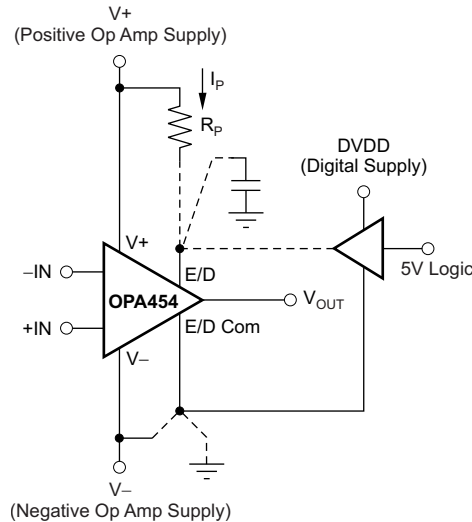 V+
(Positive Op Amp Supply)
I_P
R_P
DVDD
(Digital Supply)
V+
−IN
E/D
5V Logic
OPA454
V_OUT
+IN
E/D Com
V−
V−
(Negative Op Amp Supply)